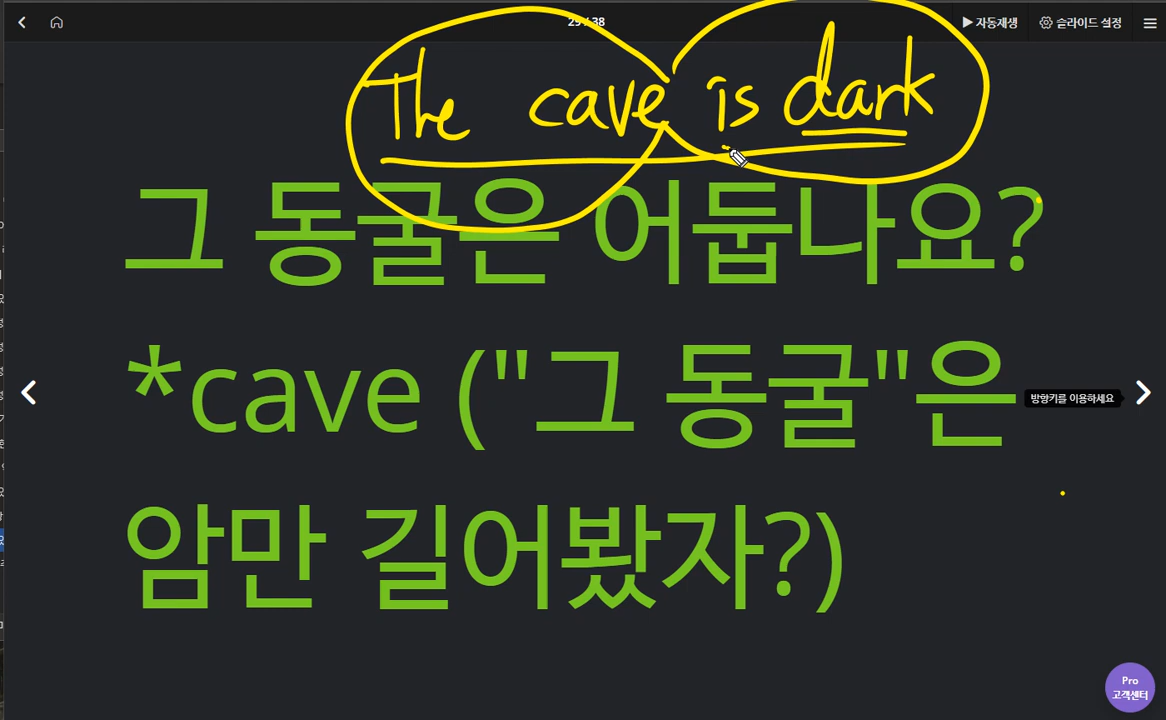 29 / 38
▶ 자동재생
슬라이드 설정
The cave is dark
그 동굴은 어둡나요?
*cave ("그 동굴"은
방향키를 이용하세요
암만 길어봤자?)
Pro
고객센터